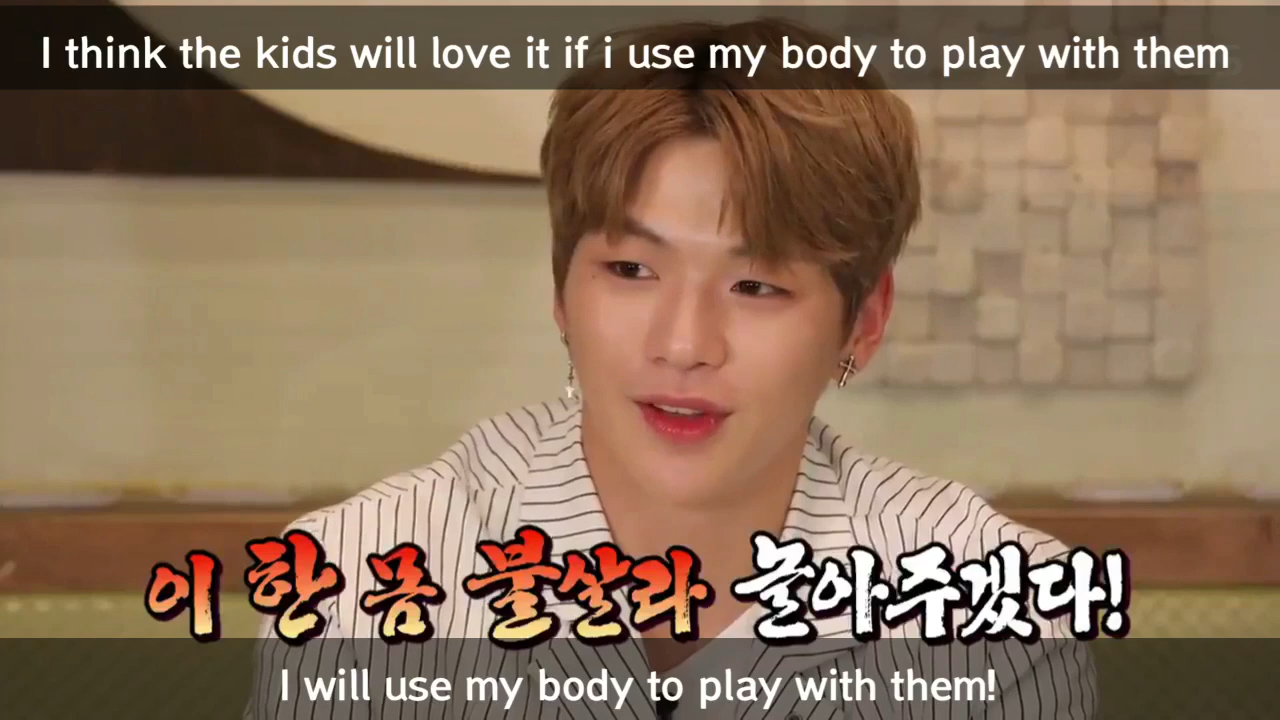 I think the kids will love it if i use my body to play with them
이 한 몸 불살라 놀아주겠다!
I will use my body to play with them!